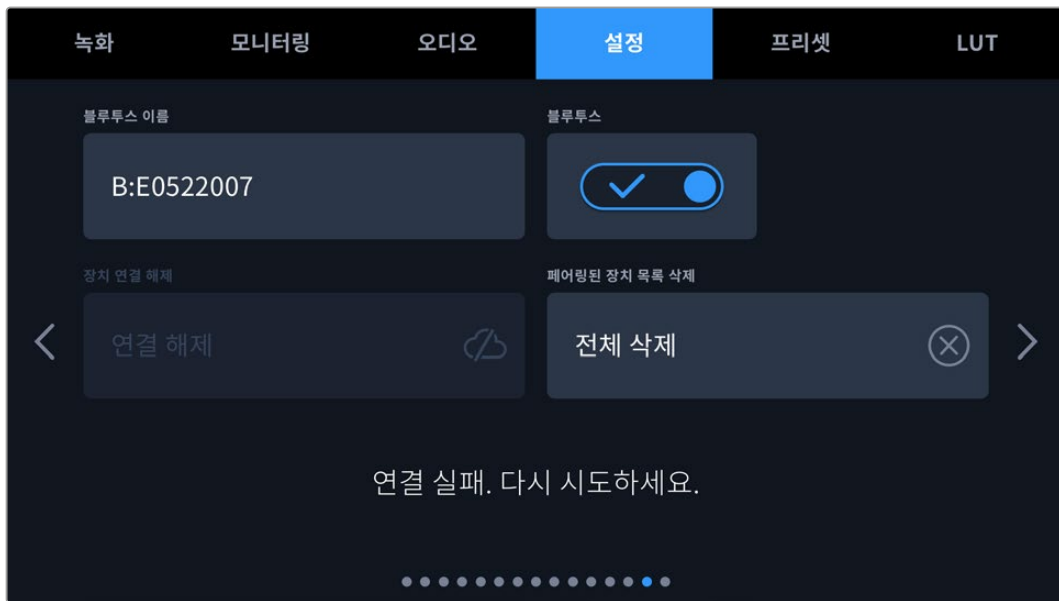 녹화 모니터링 오디오 설정 프리셋 LUT
블루투스 이름 블루투스
B:E0522007
장치 연결 해제 페어링된 장치 목록 삭제
연결 해제 전체 삭제
연결 실패. 다시 시도하세요.